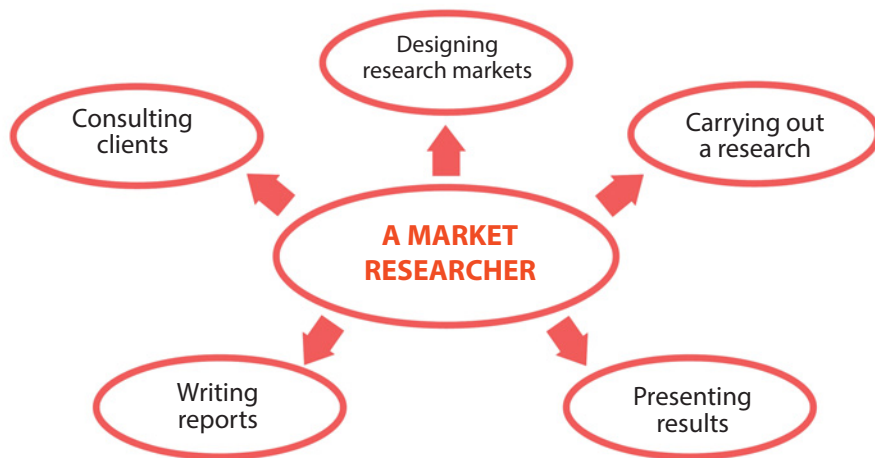 Designing
research markets
Consulting
clients
Carrying out
a research
A MARKET
RESEARCHER
Writing
reports
Presenting
results